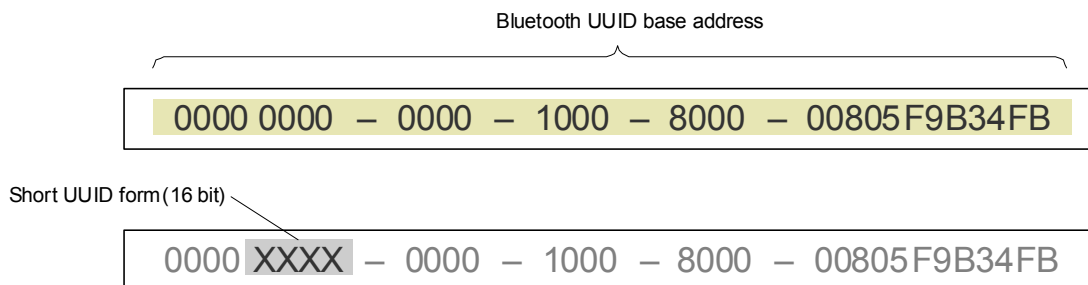 Bluetooth UUID base address
0000 0000 – 0000 – 1000 – 8000 – 00805F9B34FB
Short UUID form (16 bit)
0000 XXXX – 0000 – 1000 – 8000 – 00805F9B34FB